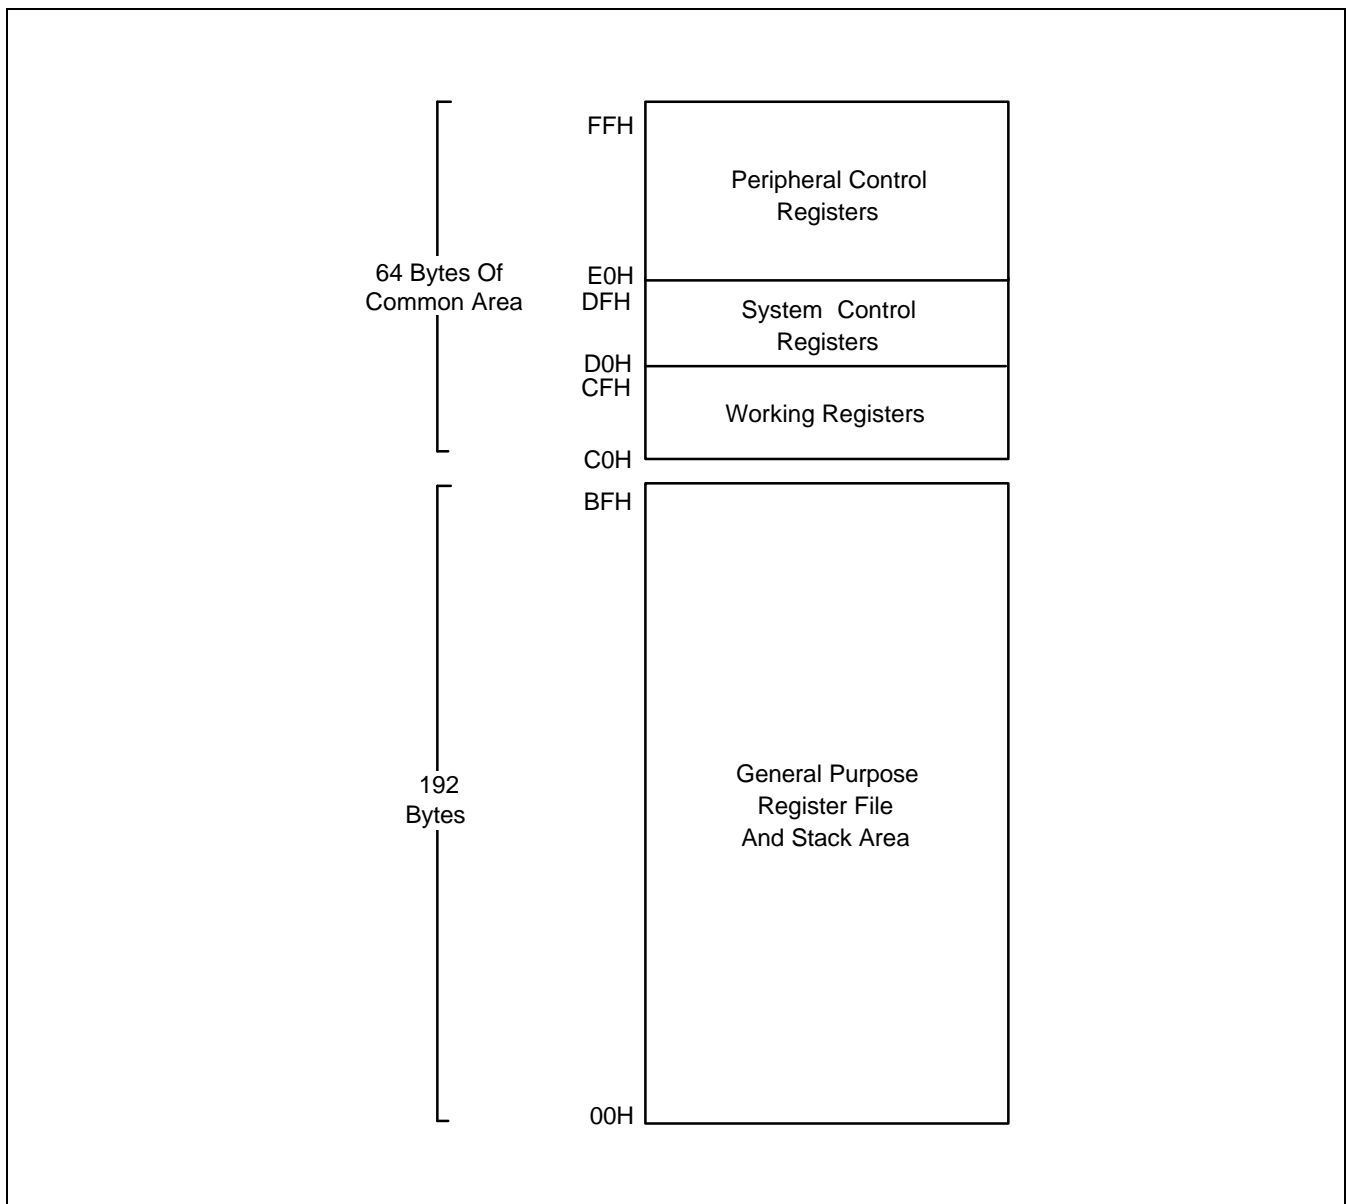 FFH
Peripheral Control
Registers
64 Bytes Of
Common Area
E0H
DFH
System Control
Registers
D0H
CFH
Working Registers
C0H
BFH
192
Bytes
General Purpose
Register File
And Stack Area
00H